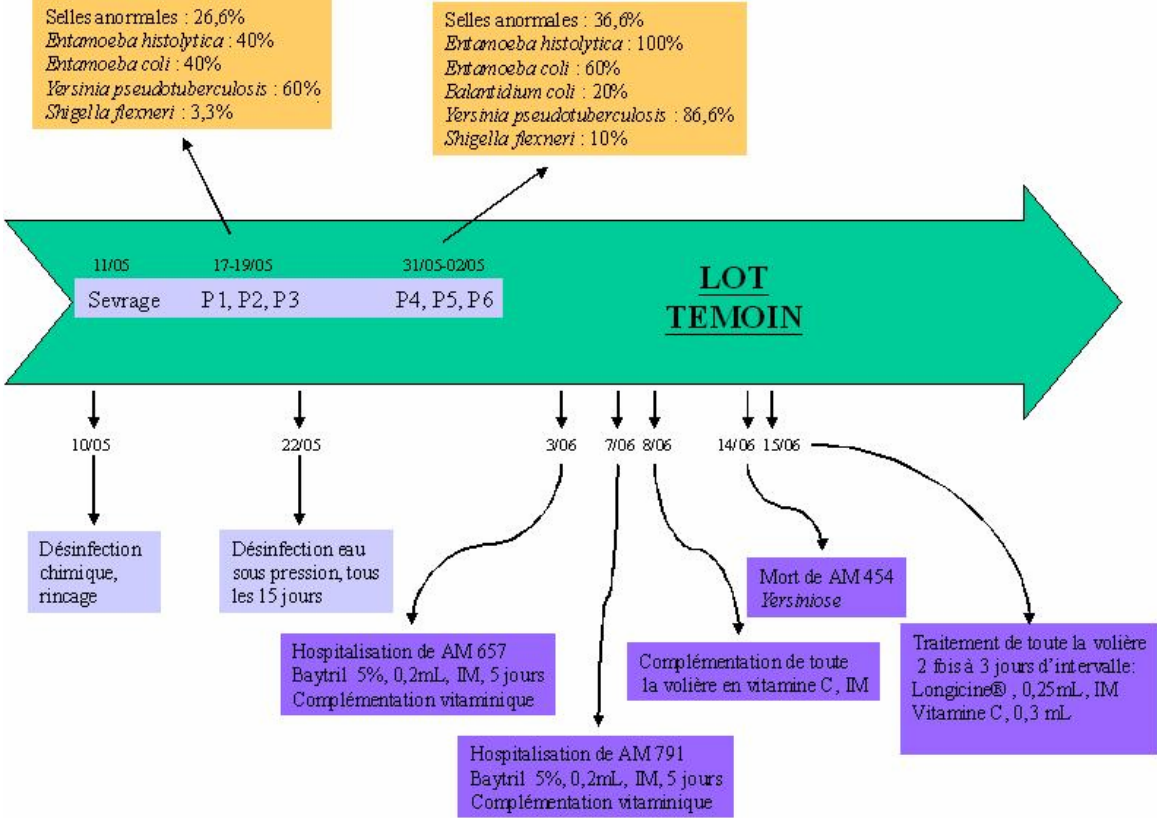 Selles anormales : 26,6%
Entamoeba histolytica : 40%
Entamoeba coli : 40%
Yersinia pseudotuberculosis : 60%
Shigella flexneri : 3,3%
Selles anormales : 36,6%
Entamoeba histolytica : 100%
Entamoeba coli : 60%
Balantidium coli : 20%
Yersinia pseudotuberculosis : 86,6%
Shigella flexneri : 10%
11/05
17-19/05
31/05-02/05
Sevrage
P1, P2, P3
P4, P5, P6
LOT
TEMOIN
10/05
22/05
3/06
7/06
8/06
14/06
15/06
Désinfection
chimique,
rincage
Désinfection eau
sous pression, tous
les 15 jours
Hospitalisation de AM 657
Baytril 5%, 0,2mL, IM, 5 jours
Complémentation vitaminique
Hospitalisation de AM 791
Baytril 5%, 0,2mL, IM, 5 jours
Complémentation vitaminique
Complémentation de toute
la volière en vitamine C, IM
Mort de AM 454
Yersiniose
Traitement de toute la volière
2 fois à 3 jours d'intervalle:
Longicine® , 0,25mL, IM
Vitamine C, 0,3 mL